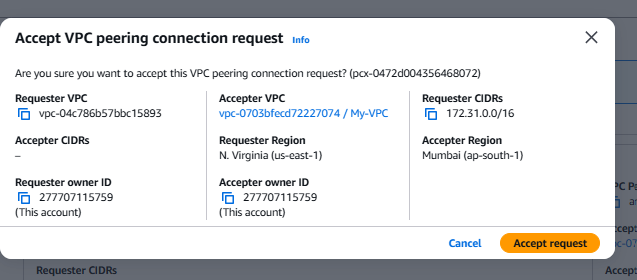 Accept VPC peering connection request Info
Are you sure you want to accept this VPC peering connection request? (pcx-0472d004356468072)
Requester VPC
vpc-04c786b57bbc15893
Accepter VPC
vpc-0703bfecd72227074 / My-VPC
Requester CIDRs
172.31.0.0/16
Accepter CIDRs
–
Requester Region
N. Virginia (us-east-1)
Accepter Region
Mumbai (ap-south-1)
Requester owner ID
277707115759
(This account)
Accepter owner ID
277707115759
(This account)
Cancel
Accept request
Requester CIDRs